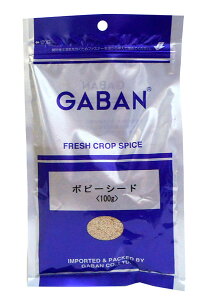 GABAN®
FRESH CROP SPICE
ポピーシード
<100g>
IMPORTED & PACKED BY
GABAN CO., LTD.